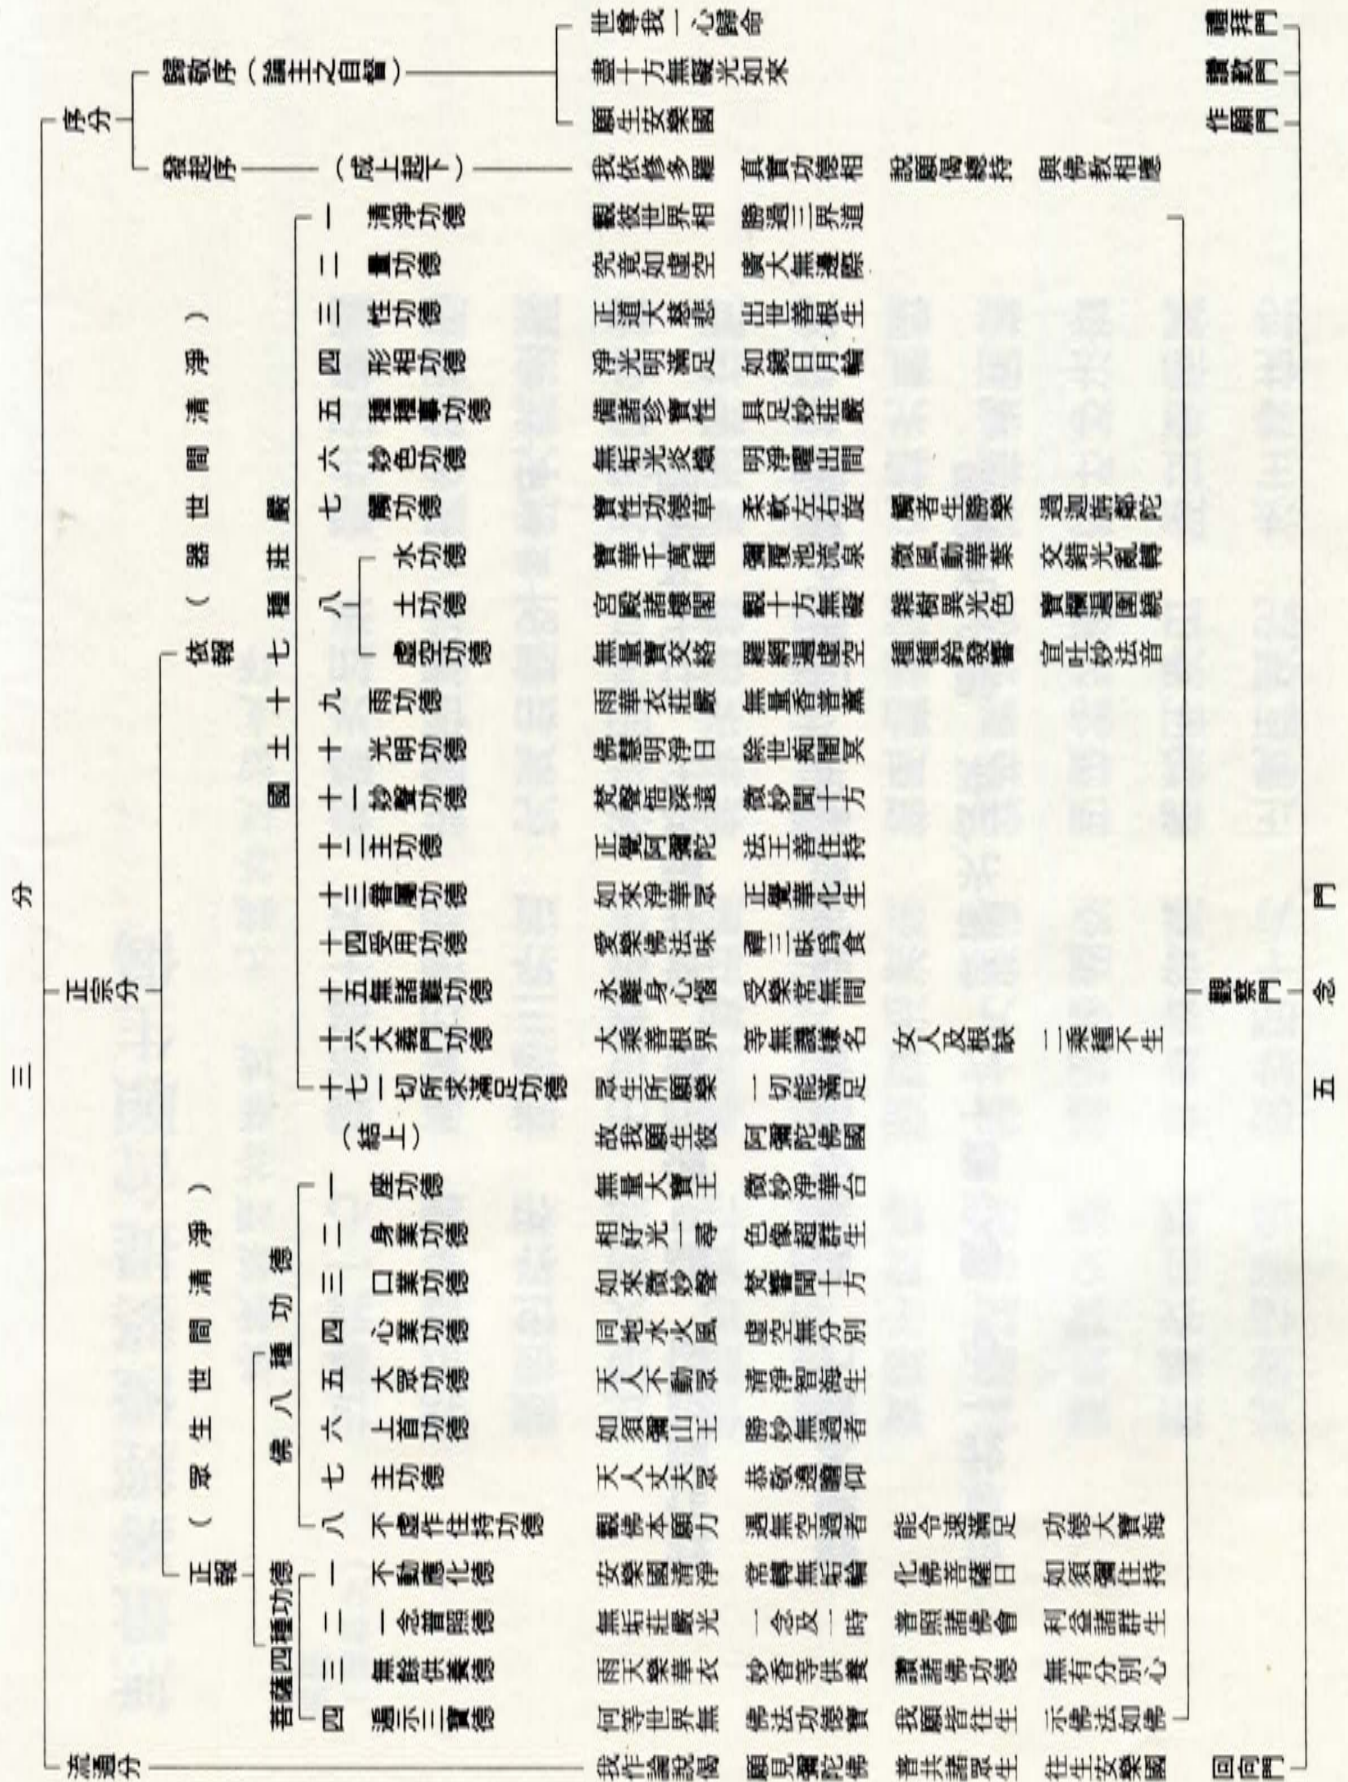 三分
序分
歸敬序（論主之自督）
世尊我一心歸命
禮拜門
盡十方無礙光如來
讚歎門
願生安樂國
作願門
發起序（成上起下）
我依修多羅 真實功德相 說願偈總持 與佛教相應
正宗分
依報（器世間清淨）
國土十七種莊嚴
一 清淨功德 觀彼世界相 勝過三界道
二 量功德 究竟如虛空 廣大無邊際
三 性功德 正道大慈悲 出世善根生
四 形相功德 淨光明滿足 如鏡日月輪
五 種種事功德 備諸珍寶性 具足妙莊嚴
六 妙色功德 無垢光炎熾 明淨曜世間
七 觸功德 寶性功德草 柔軟左右旋 觸者生勝樂 過迦旃鄰陀
八
水功德 寶華千萬種 彌覆池流泉 微風動華葉 交錯光亂轉
土功德 宮殿諸樓閣 觀十方無礙 雜樹異光色 寶欄遍圍繞
虛空功德 無量寶交絡 羅網遍虛空 種種鈴發響 宣吐妙法音
九 雨功德 雨華衣莊嚴 無量香普薰
十 光明功德 佛慧明淨日 除世痴闇冥
十一 妙聲功德 梵聲悟深遠 微妙聞十方
十二 主功德 正覺阿彌陀 法王善住持
十三 眷屬功德 如來淨華眾 正覺華化生
十四 受用功德 愛樂佛法味 禪三昧爲食
十五 無諸難功德 永離身心惱 受樂常無間
十六 大義門功德 大乘善根界 等無譏嫌名 女人及根缺 二乘種不生
十七 一切所求滿足功德 眾生所願樂 一切能滿足
（結上） 故我願生彼 阿彌陀佛國
正報（眾生世間清淨）
佛八種功德
一 座功德 無量大寶王 微妙淨華台
二 身業功德 相好光一尋 色像超群生
三 口業功德 如來微妙聲 梵響聞十方
四 心業功德 同地水火風 虛空無分別
五 大眾功德 天人不動眾 清淨智海生
六 上首功德 如須彌山王 勝妙無過者
七 主功德 天人丈夫眾 恭敬遶瞻仰
八 不虛作住持功德 觀佛本願力 遇無空過者 能令速滿足 功德大寶海
菩薩四種功德
一 不動應化德 安樂國清淨 常轉無垢輪 化佛菩薩日 如須彌住持
二 一念普照德 無垢莊嚴光 一念及一時 普照諸佛會 利益諸群生
三 無餘供養德 雨天樂華衣 妙香等供養 讚諸佛功德 無有分別心
四 遍示三寶德 何等世界無 佛法功德寶 我願皆往生 示佛法如佛
觀察門
流通分
我作論說偈 願見彌陀佛 普共諸眾生 往生安樂國
回向門
五念門